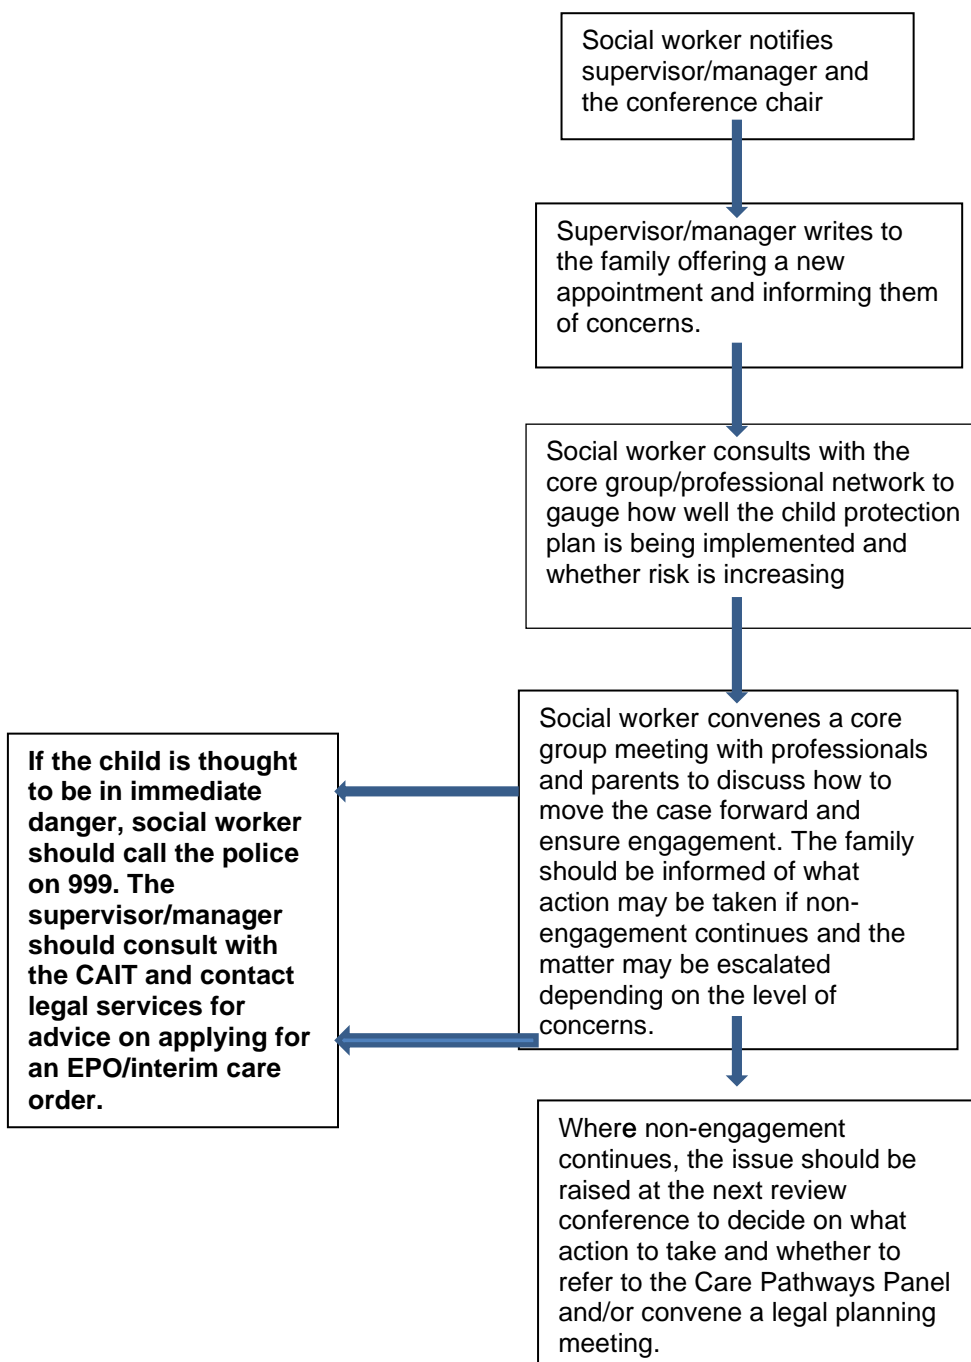 Social worker notifies
supervisor/manager and
the conference chair
Supervisor/manager writes to
the family offering a new
appointment and informing them
of concerns.
Social worker consults with the
core group/professional network to
gauge how well the child protection
plan is being implemented and
whether risk is increasing
Social worker convenes a core
group meeting with professionals
and parents to discuss how to
move the case forward and
ensure engagement. The family
should be informed of what
action may be taken if non-
engagement continues and the
matter may be escalated
depending on the level of
concerns.
If the child is thought
to be in immediate
danger, social worker
should call the police
on 999. The
supervisor/manager
should consult with
the CAIT and contact
legal services for
advice on applying for
an EPO/interim care
order.
Where non-engagement
continues, the issue should be
raised at the next review
conference to decide on what
action to take and whether to
refer to the Care Pathways Panel
and/or convene a legal planning
meeting.